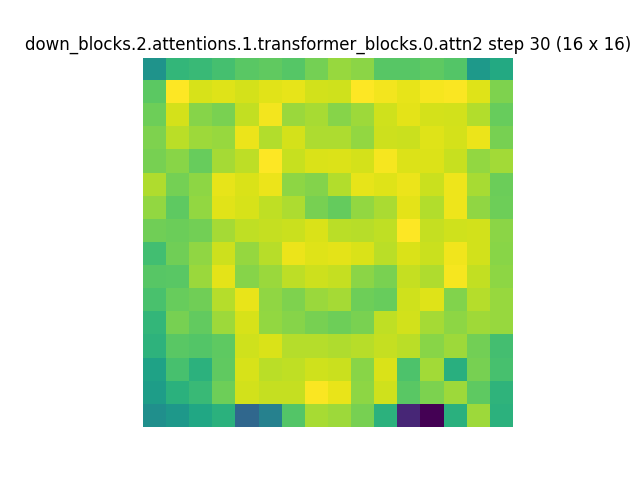 down_blocks.2.attentions.1.transformer_blocks.0.attn2 step 30 (16 x 16)